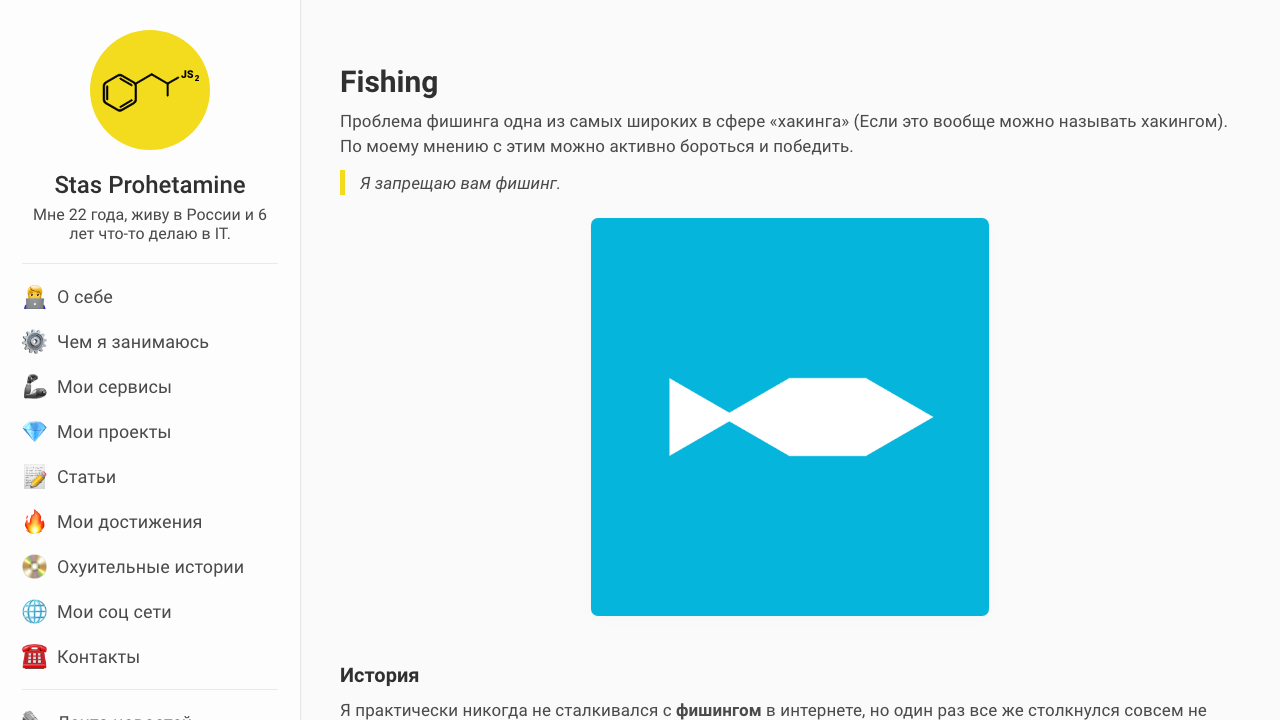 JS2
Stas Prohetamine
Мне 22 года, живу в России и 6
лет что-то делаю в IT.
О себе
Чем я занимаюсь
Мои сервисы
Мои проекты
Статьи
Мои достижения
Охуительные истории
Мои соц сети
Контакты
Лента новостей
Fishing
Проблема фишинга одна из самых широких в сфере «хакинга» (Если это вообще можно называть хакингом).
По моему мнению с этим можно активно бороться и победить.
Я запрещаю вам фишинг.
История
Я практически никогда не сталкивался с фишингом в интернете, но один раз все же столкнулся совсем не